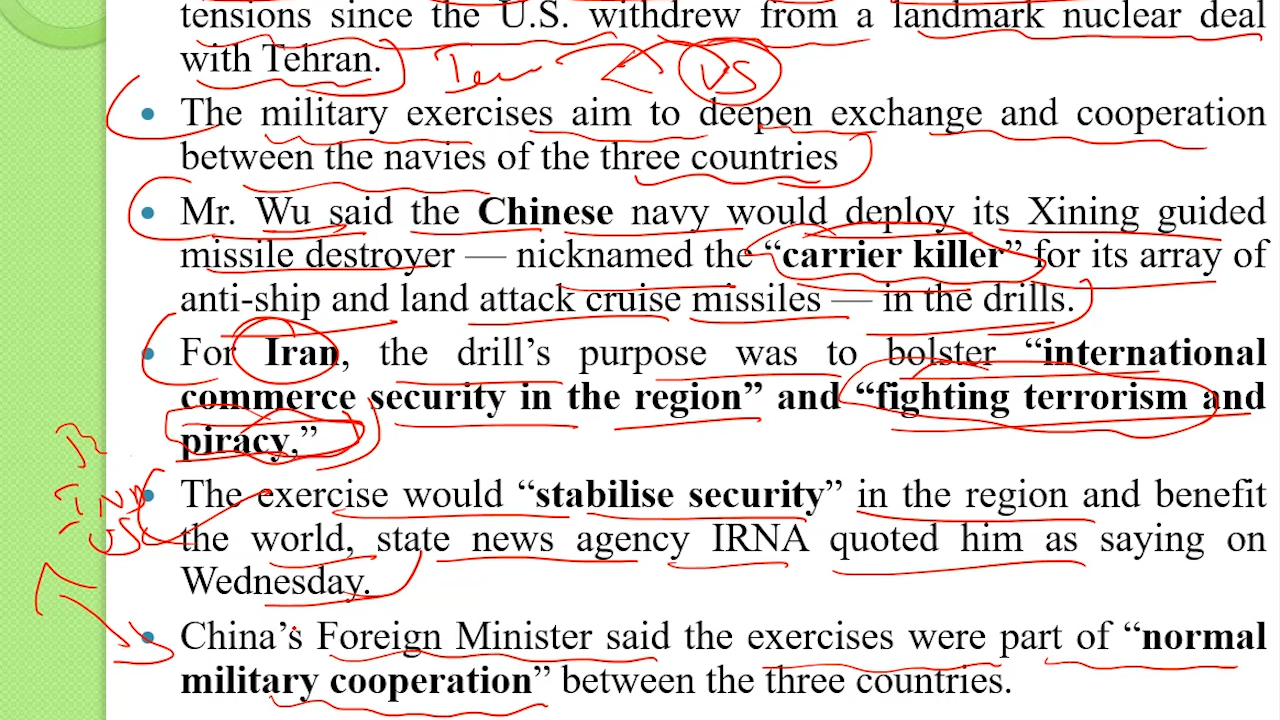 tensions since the U.S. withdrew from a landmark nuclear deal
with Tehran.
US
• The military exercises aim to deepen exchange and cooperation
between the navies of the three countries
• Mr. Wu said the Chinese navy would deploy its Xining guided
missile destroyer — nicknamed the “carrier killer” for its array of
anti-ship and land attack cruise missiles — in the drills.
• For Iran, the drill’s purpose was to bolster “international
commerce security in the region” and “fighting terrorism and
piracy,”
• The exercise would “stabilise security” in the region and benefit
the world, state news agency IRNA quoted him as saying on
Wednesday.
• China’s Foreign Minister said the exercises were part of “normal
military cooperation” between the three countries.